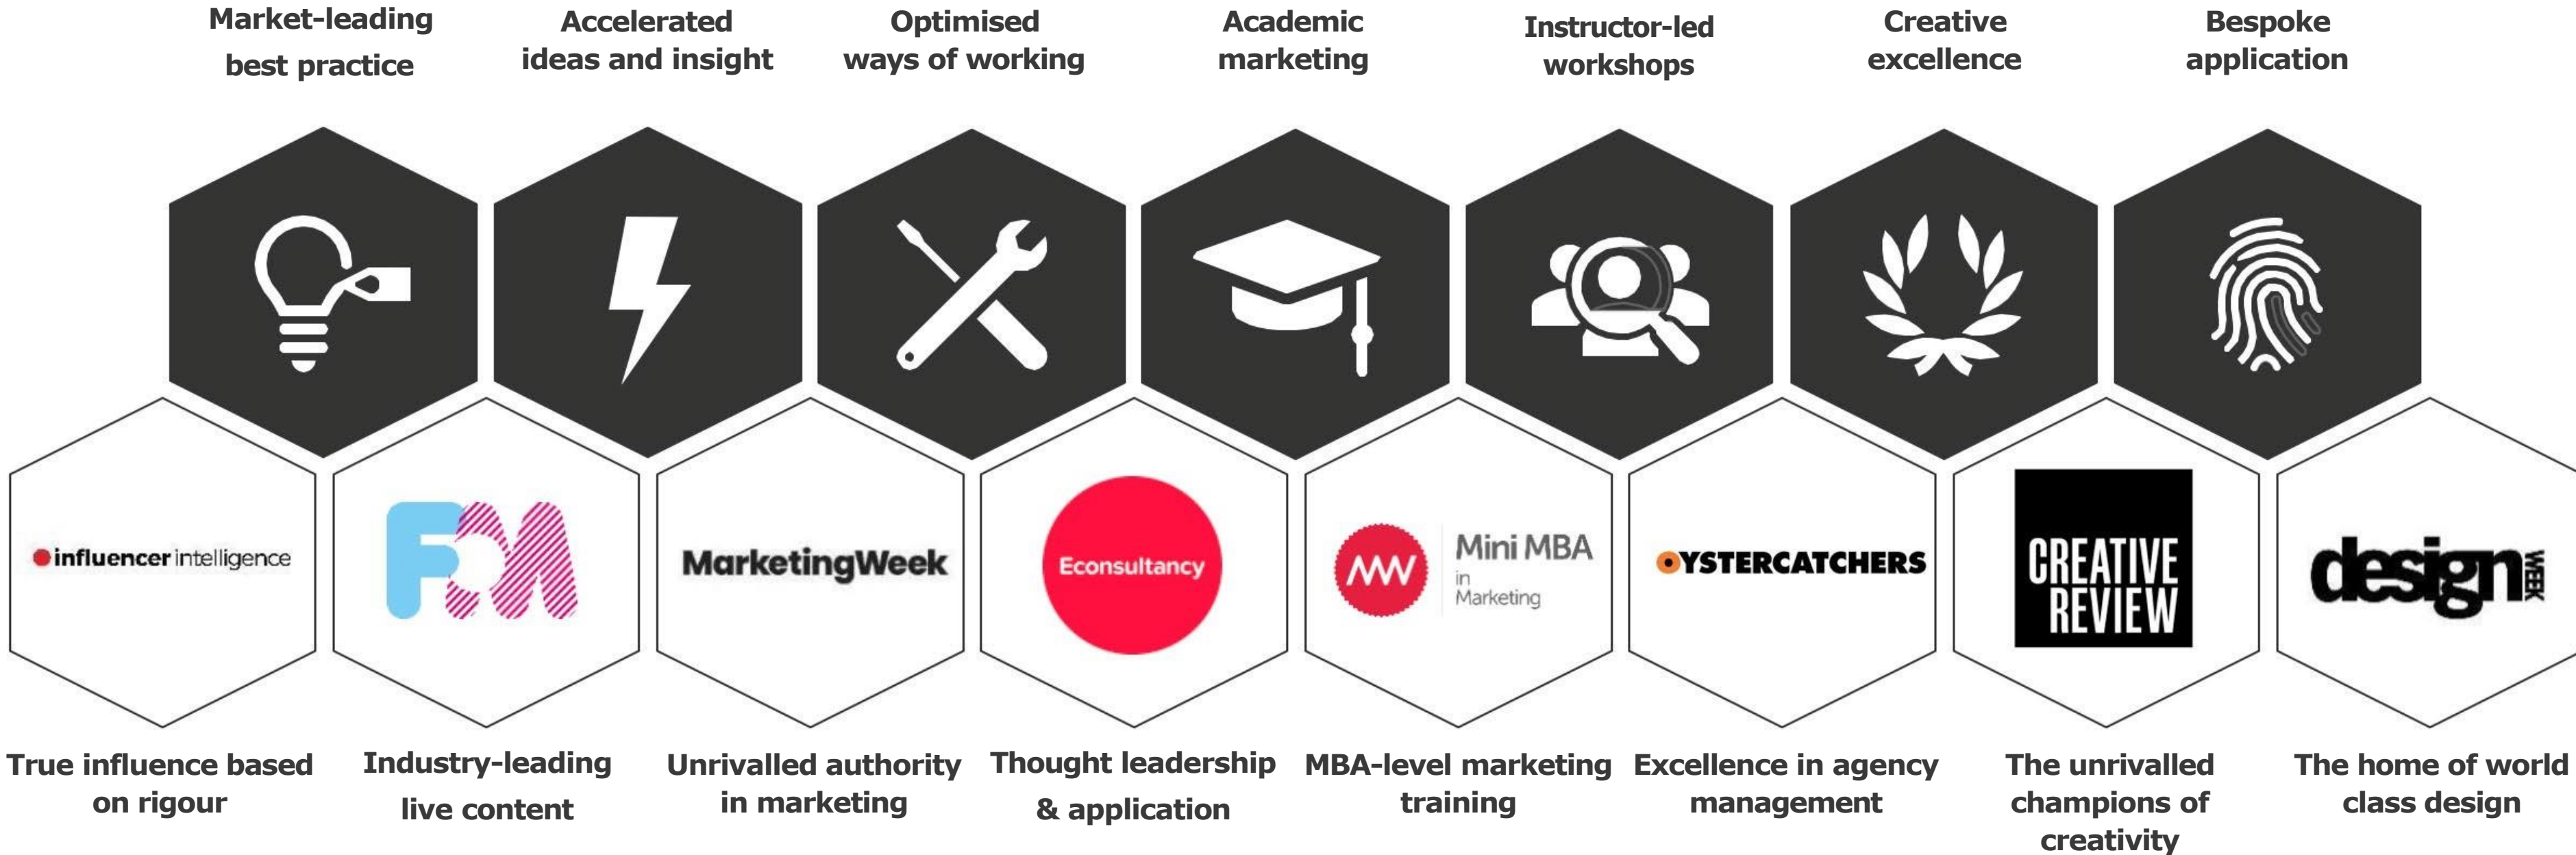 Market-leading
best practice
Accelerated
ideas and insight
Optimised
ways of working
Academic
marketing
Instructor-led
workshops
Creative
excellence
Bespoke
application
influencer intelligence
FOM
MarketingWeek
Econsultancy
MW
Mini MBA
in
Marketing
OYSTERCATCHERS
CREATIVE
REVIEW
design
WEEK
True influence based
on rigour
Industry-leading
live content
Unrivalled authority
in marketing
Thought leadership
& application
MBA-level marketing
training
Excellence in agency
management
The unrivalled
champions of
creativity
The home of world
class design